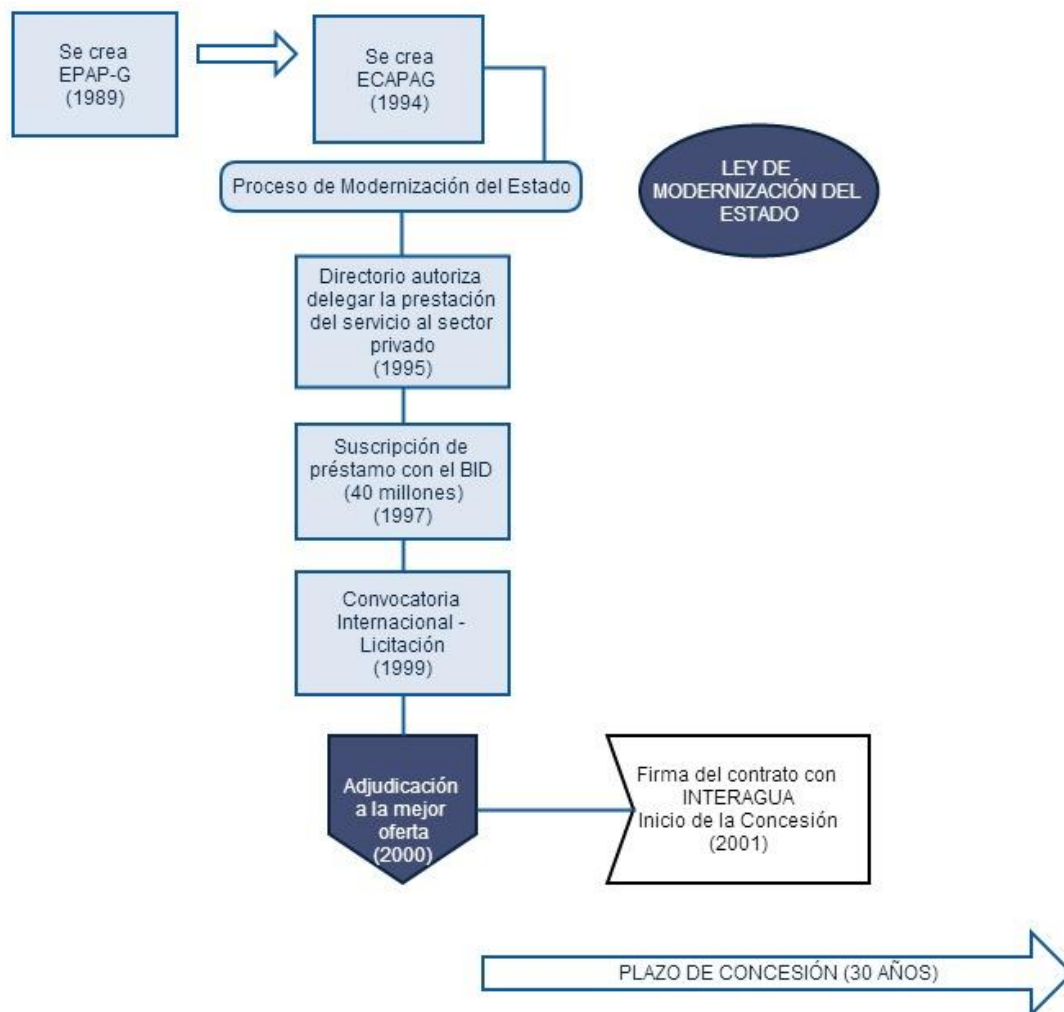 Se crea
EPAP-G
(1989)
Se crea
ECAPAG
(1994)
Proceso de Modernización del Estado
LEY DE
MODERNIZACIÓN DEL
ESTADO
Directorio autoriza
delegar la prestación
del servicio al sector
privado
(1995)
Suscripción de
préstamo con el BID
(40 millones)
(1997)
Convocatoria
Internacional -
Licitación
(1999)
Adjudicación
a la mejor
oferta
(2000)
Firma del contrato con
INTERAGUA
Inicio de la Concesión
(2001)
PLAZO DE CONCESIÓN (30 AÑOS)